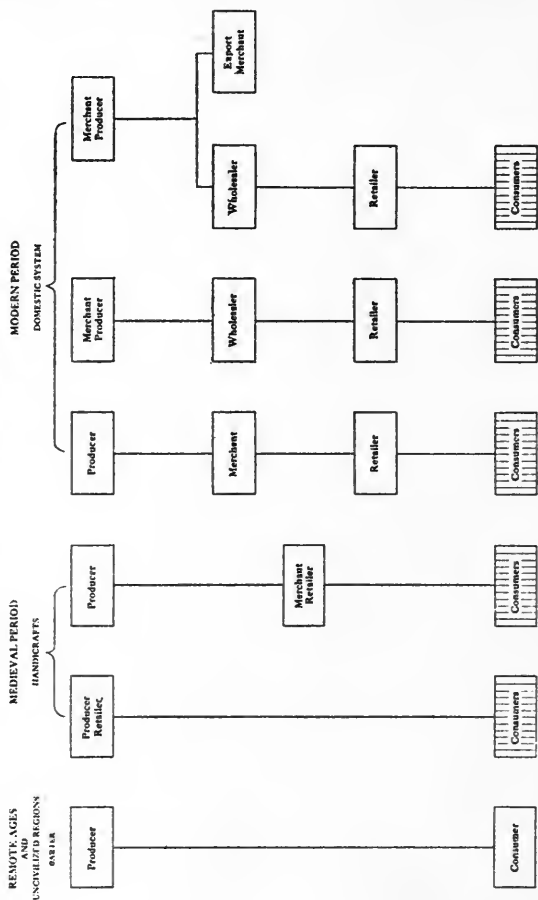 REMOTE AGES
AND
UNCIVILIZED REGIONS
BARTER
Producer
Consumer
MEDIEVAL PERIOD
HANDICRAFTS
Producer
Retailer
Consumers
Producer
Merchant
Retailer
Consumers
MODERN PERIOD
DOMESTIC SYSTEM
Producer
Merchant
Retailer
Consumers
Merchant
Producer
Wholesaler
Retailer
Consumers
Merchant
Producer
Wholesaler
Export
Merchant
Retailer
Consumers